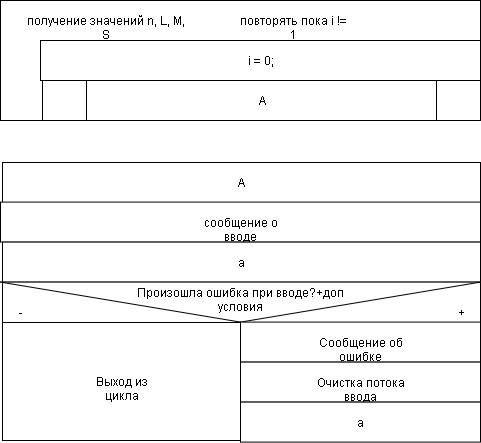 получение значений n, L, M, повторять пока i !=
S 1
i = 0;
A
A
сообщение о
вводе
a
Произошла ошибка при вводе?+доп
условия
- +
Сообщение об
ошибке
Выход из
цикла
Очистка потока
ввода
a